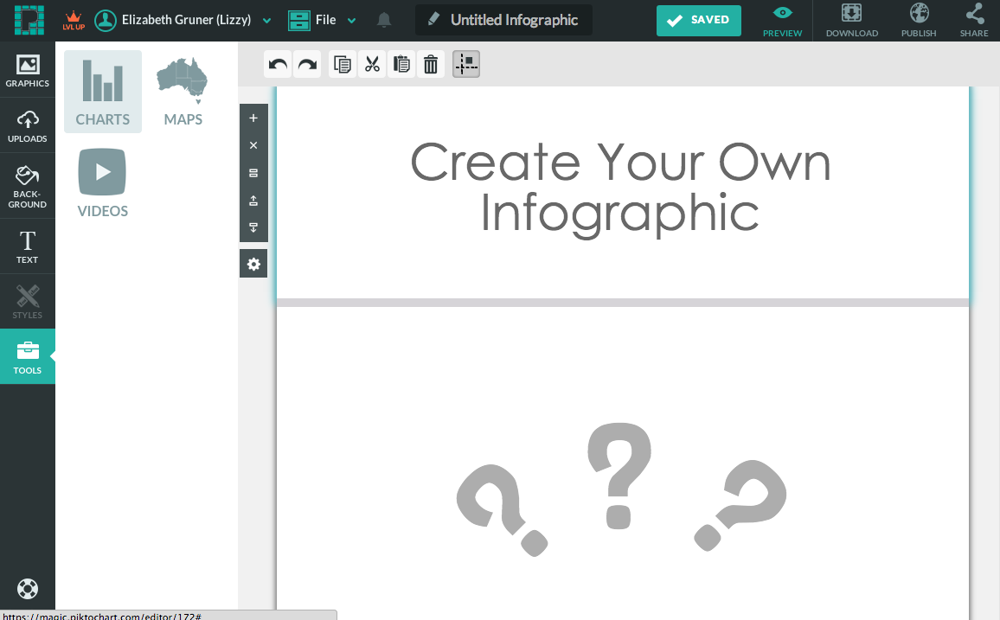 LVL UP
Elizabeth Gruner (Lizzy)
File
Untitled Infographic
SAVED
PREVIEW
DOWNLOAD
PUBLISH
SHARE
GRAPHICS
UPLOADS
BACK-
GROUND
TEXT
STYLES
TOOLS
CHARTS
MAPS
VIDEOS
Create Your Own
Infographic
? ? ?
https://magic.piktochart.com/editor/172#